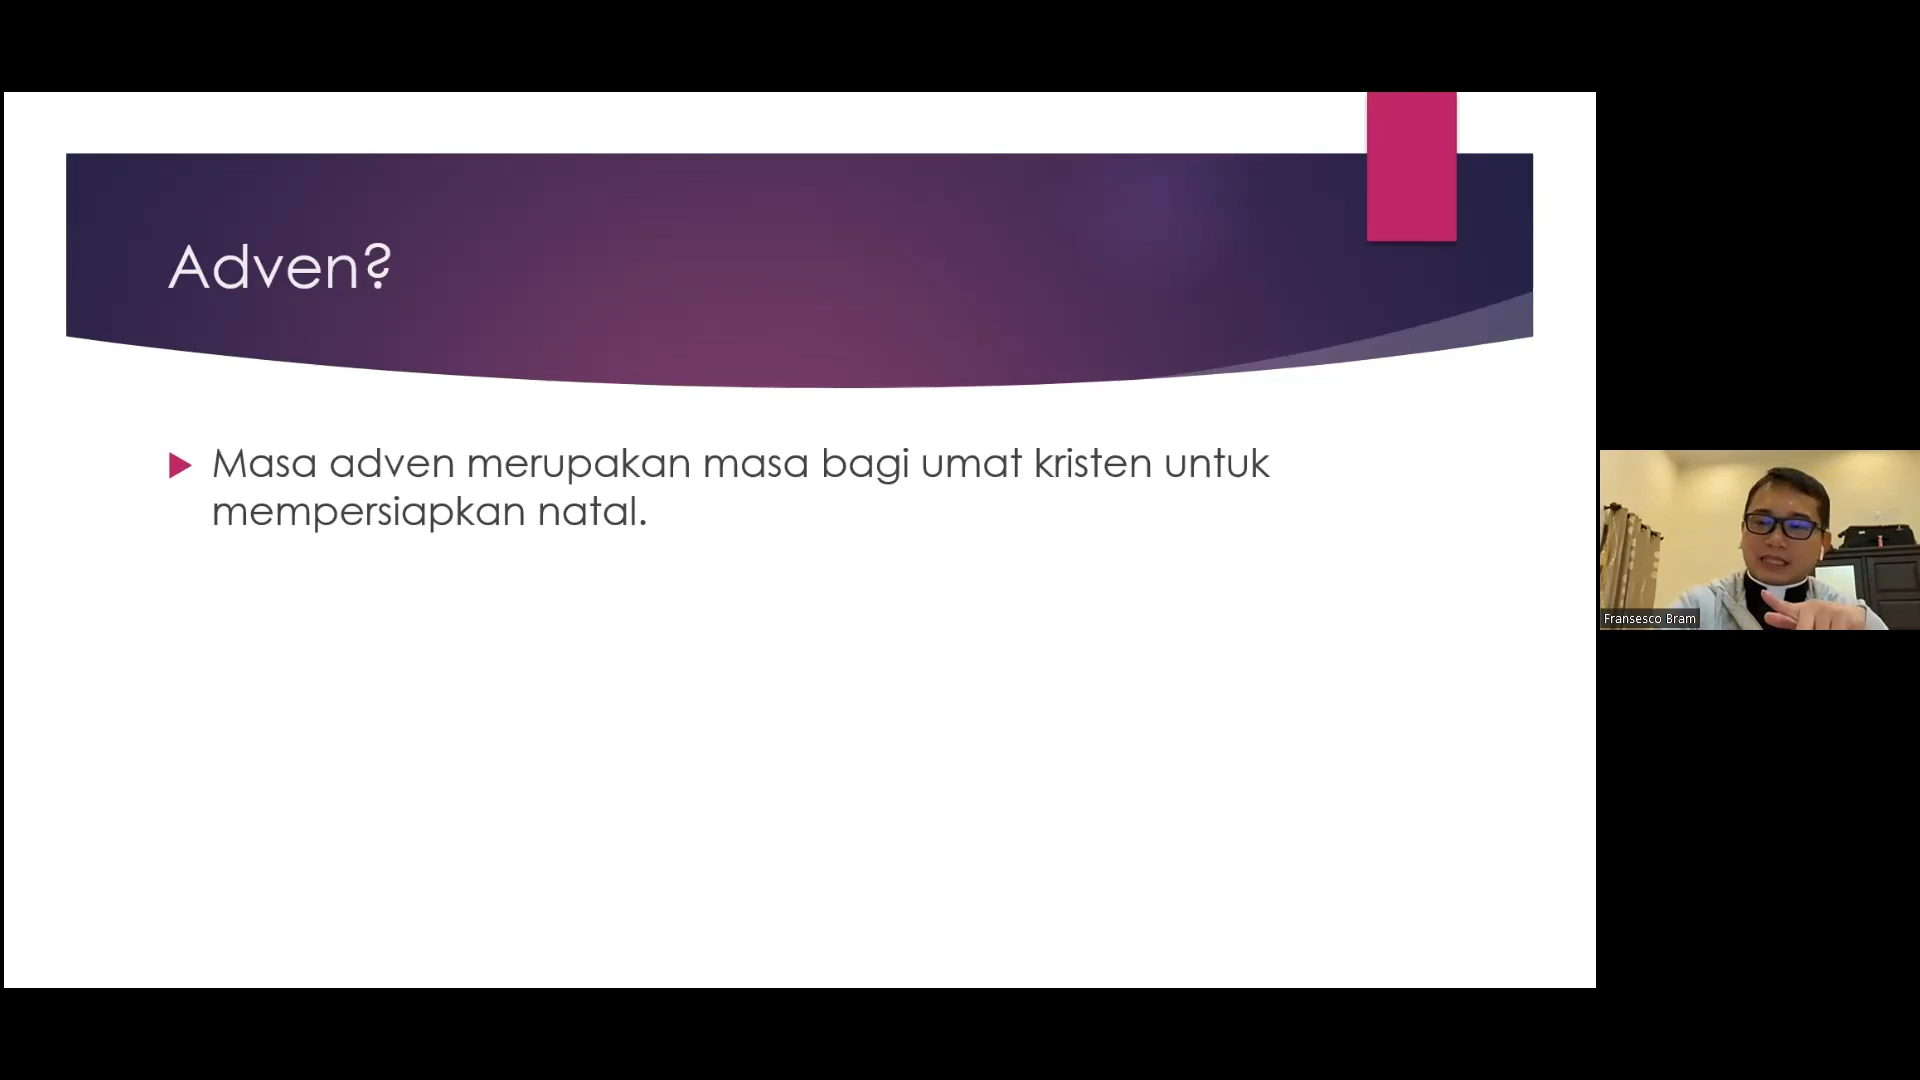 Adven?
Masa adven merupakan masa bagi umat kristen untuk
mempersiapkan natal.
Fransesco Bram